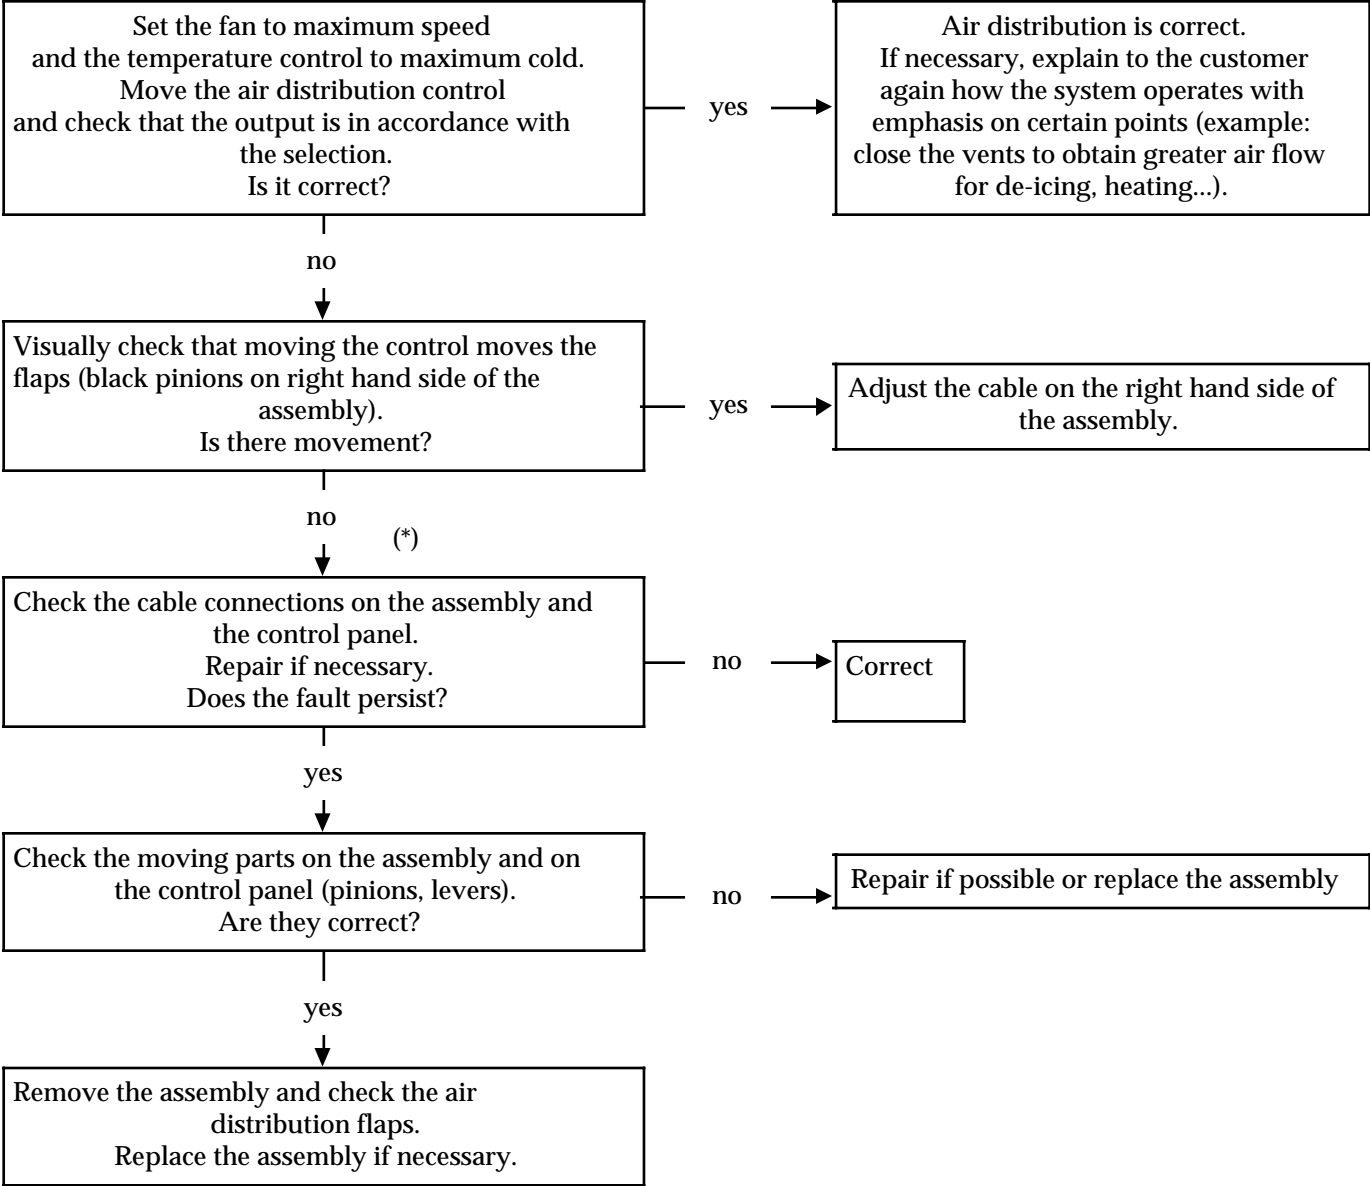 Set the fan to maximum speed
and the temperature control to maximum cold.
Move the air distribution control
and check that the output is in accordance with
the selection.
Is it correct?
yes
Air distribution is correct.
If necessary, explain to the customer
again how the system operates with
emphasis on certain points (example:
close the vents to obtain greater air flow
for de-icing, heating...).
no
Visually check that moving the control moves the
flaps (black pinions on right hand side of the
assembly).
Is there movement?
yes
Adjust the cable on the right hand side of
the assembly.
no
(*)
Check the cable connections on the assembly and
the control panel.
Repair if necessary.
Does the fault persist?
no
Correct
yes
Check the moving parts on the assembly and on
the control panel (pinions, levers).
Are they correct?
no
Repair if possible or replace the assembly
yes
Remove the assembly and check the air
distribution flaps.
Replace the assembly if necessary.